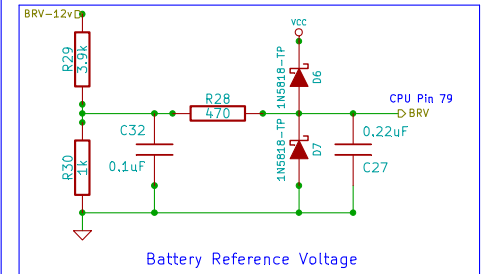 BRV-12v
VCC
R29
3.9k
1N5818-TP
D6
CPU Pin 79
R28
470
BRV
C32
0.1uF
R30
1k
1N5818-TP
D7
0.22uF
C27
Battery Reference Voltage